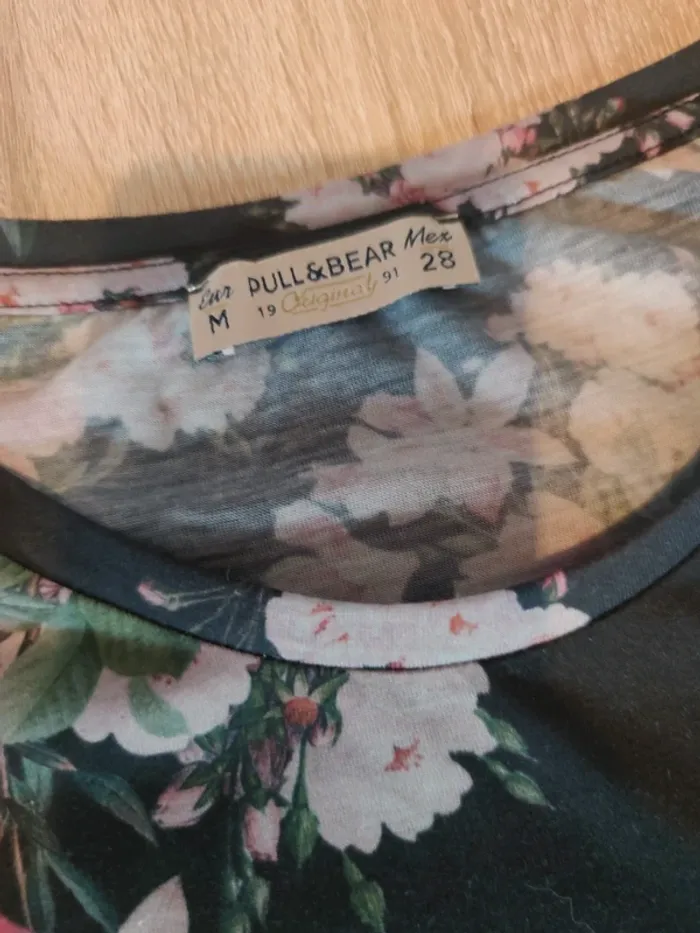 Eur PULL&BEAR Mex
M 19 Original 91 28